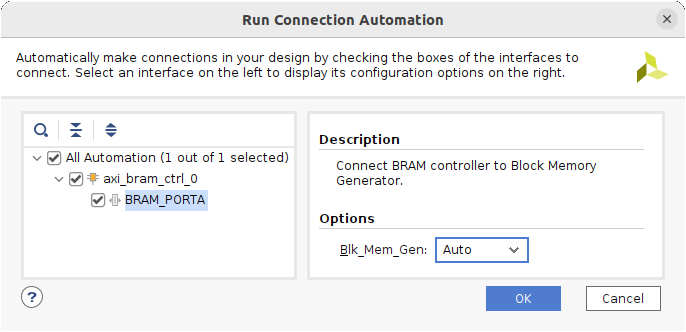 Run Connection Automation
Automatically make connections in your design by checking the boxes of the interfaces to
connect. Select an interface on the left to display its configuration options on the right.
All Automation (1 out of 1 selected)
axi_bram_ctrl_0
BRAM_PORTA
Description
Connect BRAM controller to Block Memory
Generator.
Options
Blk_Mem_Gen: Auto
?
OK
Cancel